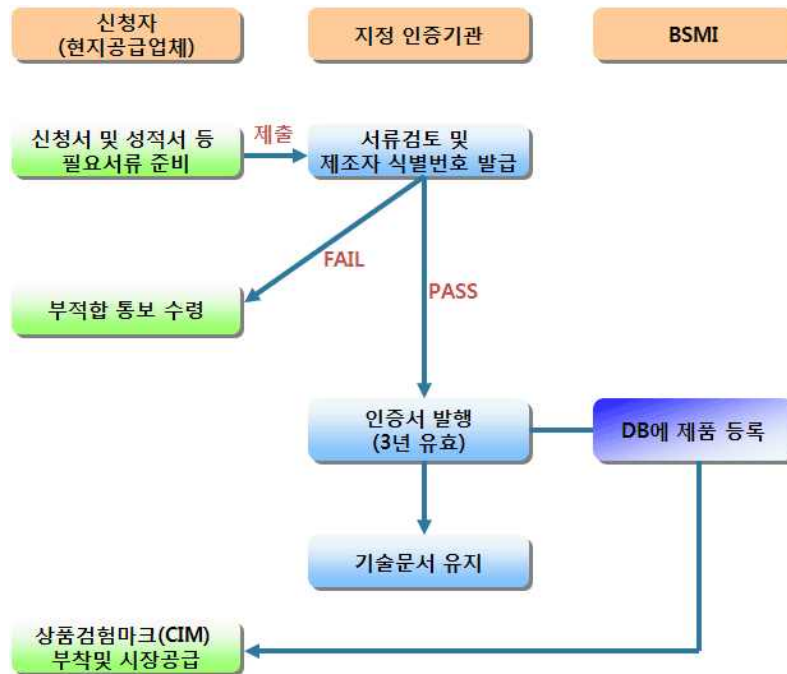 신청자
(현지공급업체)
지정 인증기관
BSMI
신청서 및 성적서 등
필요서류 준비
제출
서류검토 및
제조자 식별번호 발급
FAIL
PASS
부적합 통보 수령
인증서 발행
(3년 유효)
DB에 제품 등록
기술문서 유지
상품검험마크(CIM)
부착및 시장공급